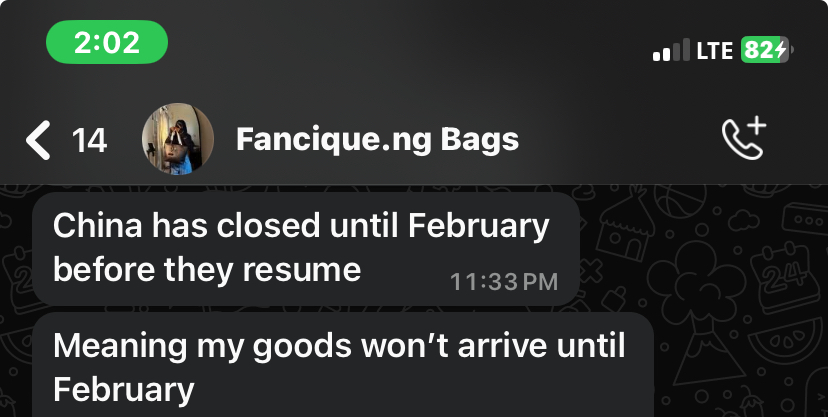 2:02
LTE 82
14 Fancique.ng Bags
China has closed until February
before they resume
11:33 PM
Meaning my goods won’t arrive until
February